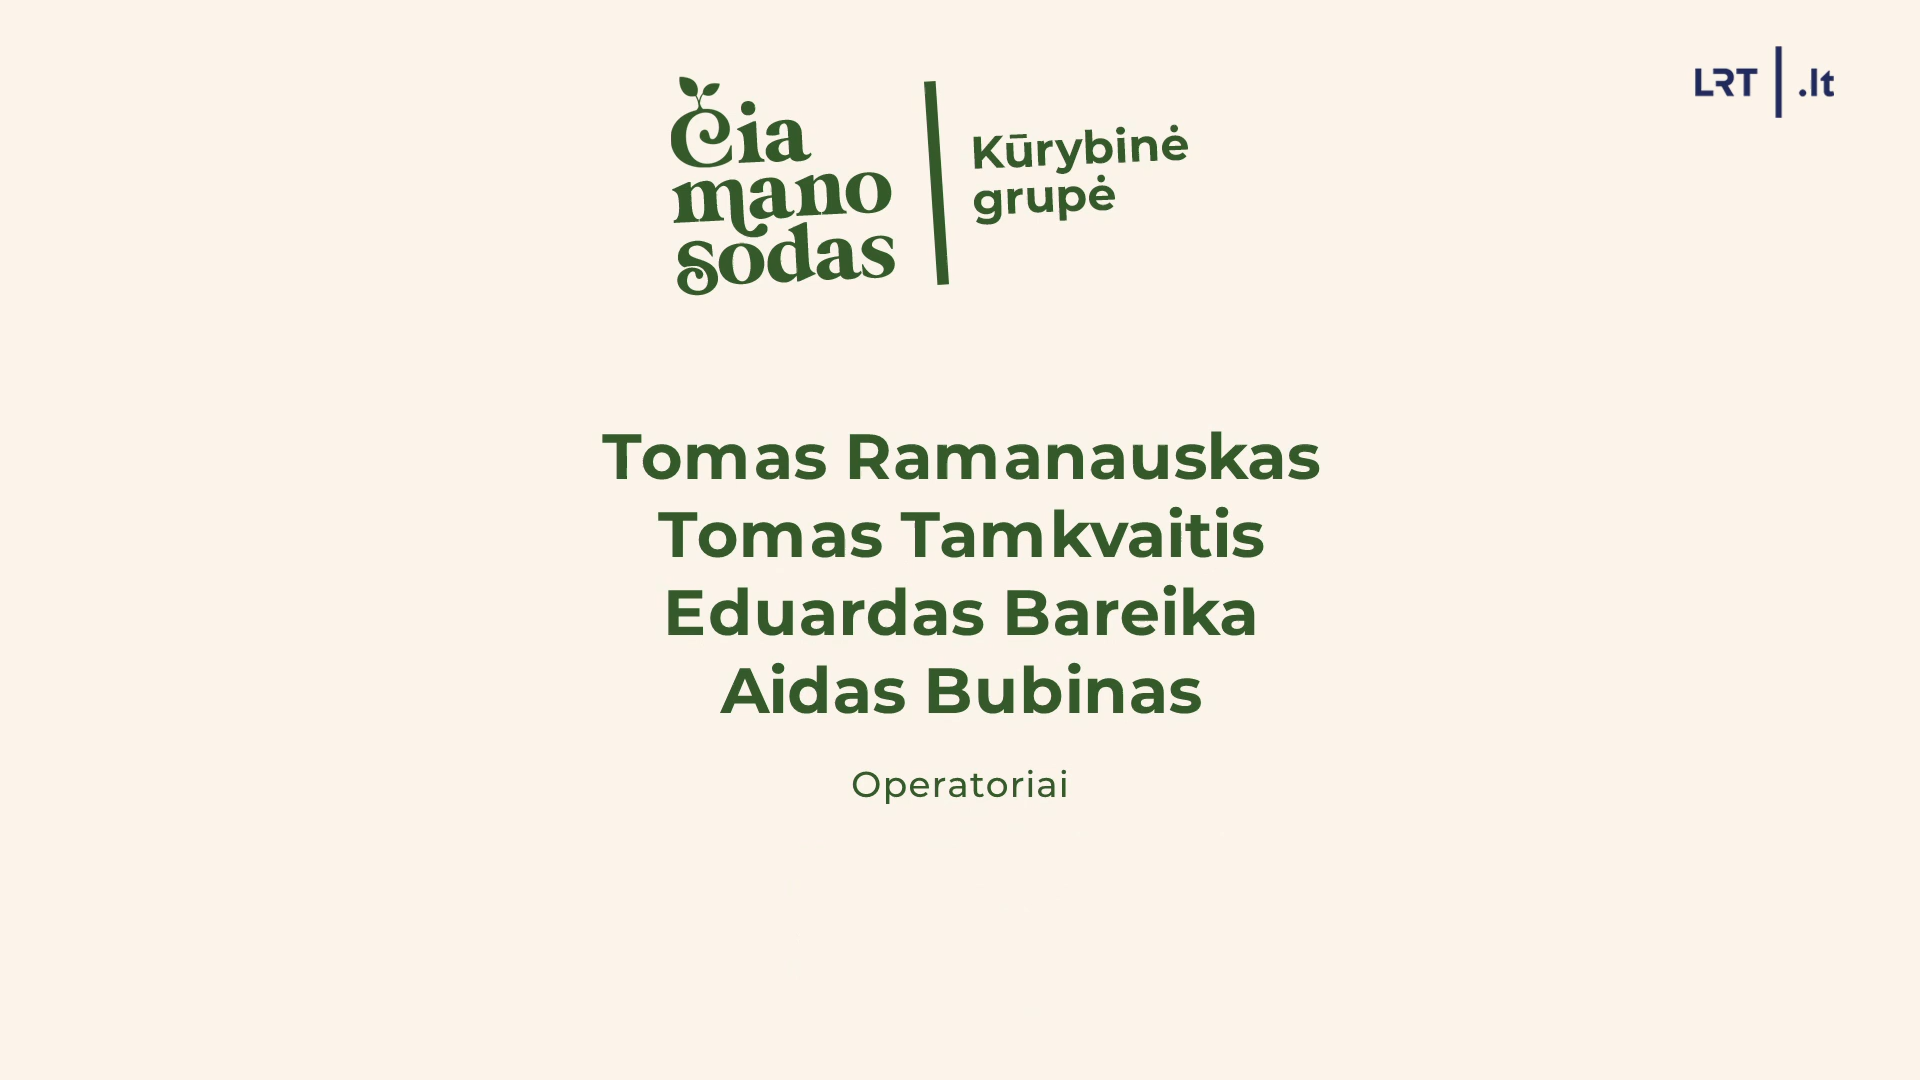 Čia
mano
sodas
Kūrybinė
grupė
LRT .lt
Tomas Ramanauskas
Tomas Tamkvaitis
Eduardas Bareika
Aidas Bubinas
Operatoriai